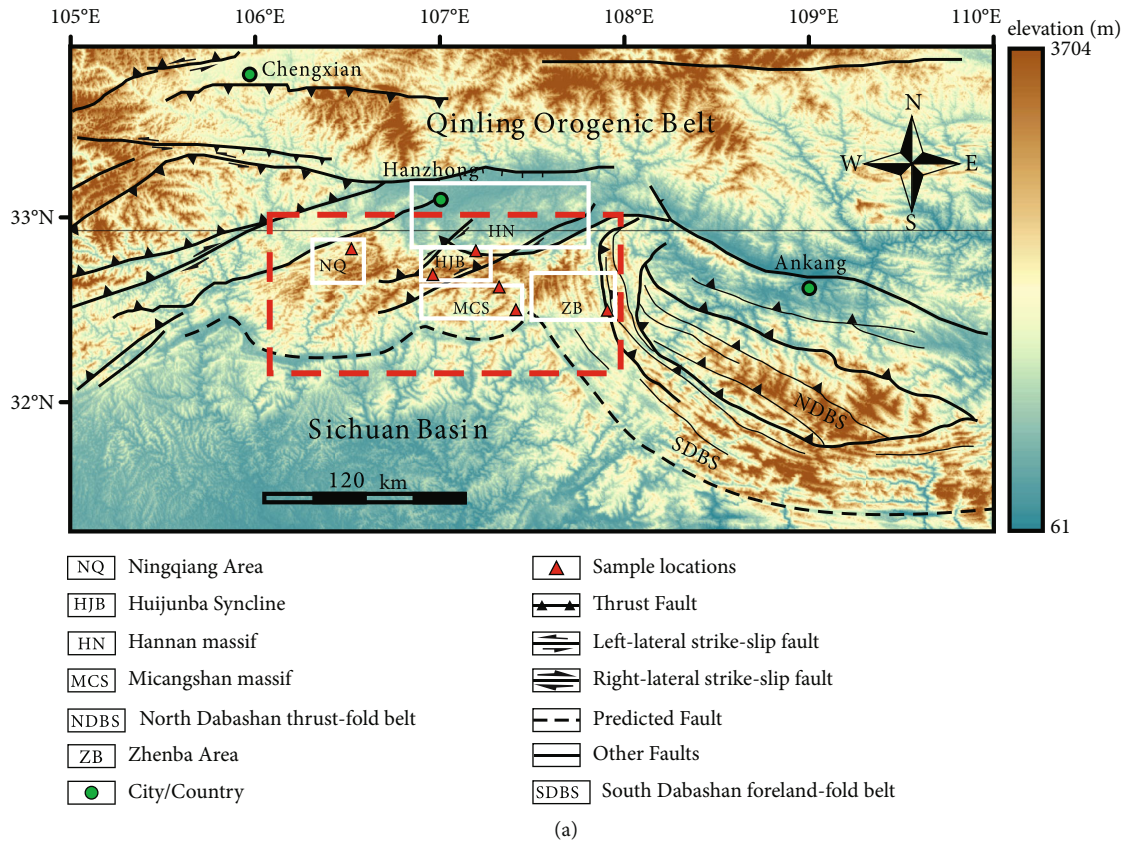 105°E 106°E 107°E 108°E 109°E 110°E
elevation (m)
3704
Chengxian
Qinling Orogenic Belt
N
W E
S
Hanzhong
33°N
HN
HJB
NQ
Ankang
MCS
ZB
32°N
NDBS
Sichuan Basin
SDBS
120 km
61
NQ Ningqiang Area
HJB Huijunba Syncline
HN Hannan massif
MCS Micangshan massif
NDBS North Dabashan thrust-fold belt
ZB Zhenba Area
City/Country
Sample locations
Thrust Fault
Left-lateral strike-slip fault
Right-lateral strike-slip fault
Predicted Fault
Other Faults
SDBS South Dabashan foreland-fold belt
(a)